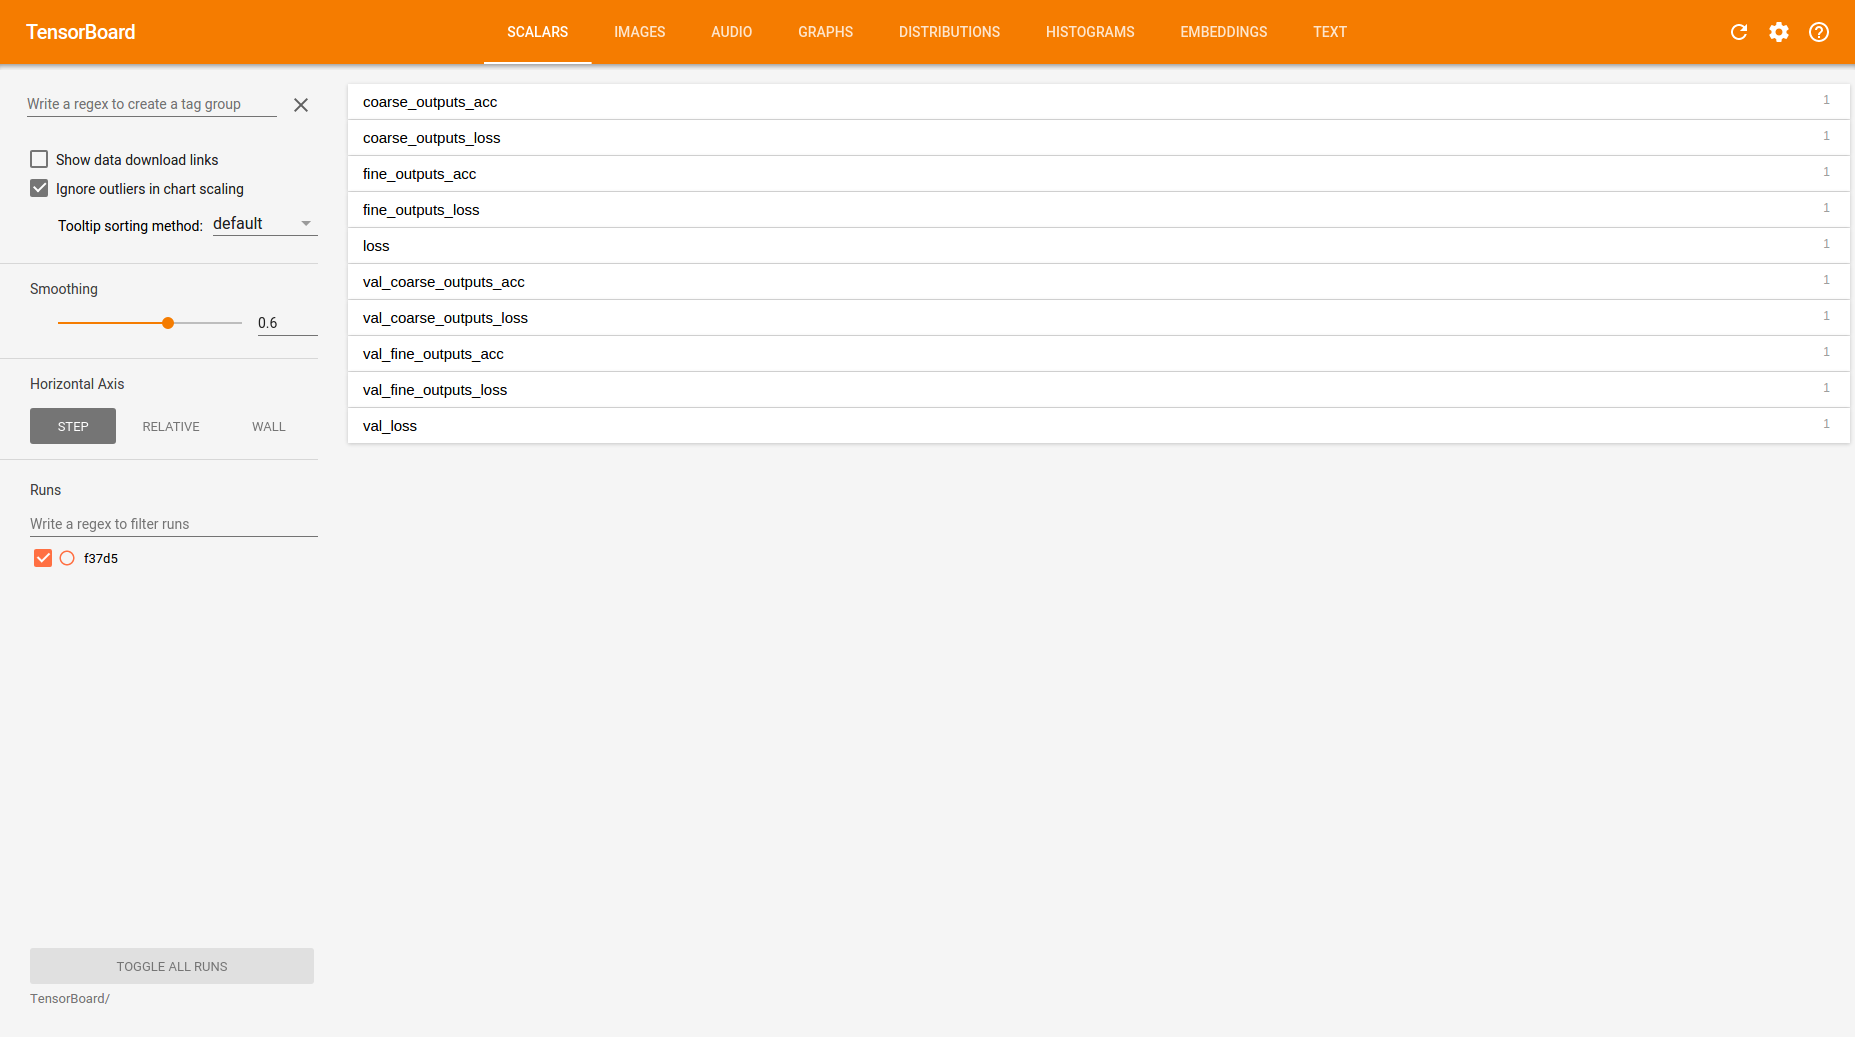 TensorBoard
SCALARS IMAGES AUDIO GRAPHS DISTRIBUTIONS HISTOGRAMS EMBEDDINGS TEXT
Write a regex to create a tag group
Show data download links
Ignore outliers in chart scaling
Tooltip sorting method: default
Smoothing
0.6
Horizontal Axis
STEP RELATIVE WALL
Runs
Write a regex to filter runs
f37d5
TOGGLE ALL RUNS
TensorBoard/
coarse_outputs_acc 1
coarse_outputs_loss 1
fine_outputs_acc 1
fine_outputs_loss 1
loss 1
val_coarse_outputs_acc 1
val_coarse_outputs_loss 1
val_fine_outputs_acc 1
val_fine_outputs_loss 1
val_loss 1